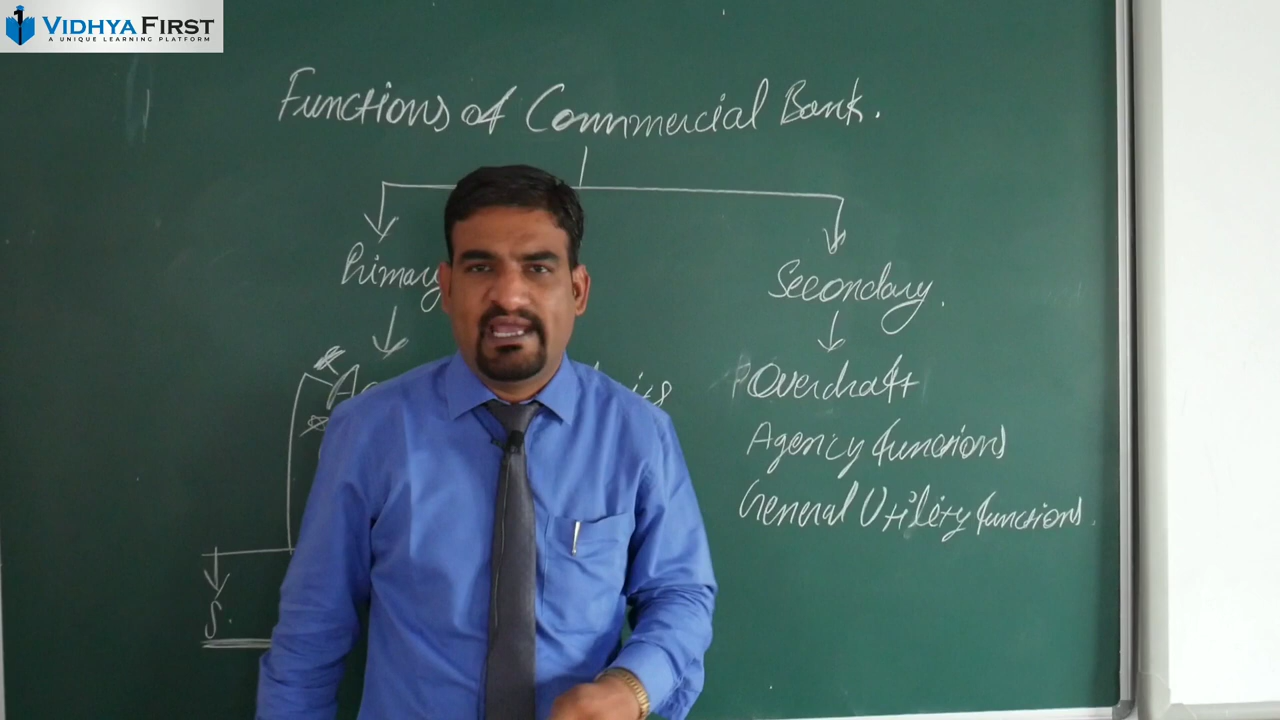 VIDHYA FIRST
A UNIQUE LEARNING PLATFORM
Functions of Commercial Bank.
Primary
Secondary.
Overdraft
Agency functions
General Utility functions.
S.